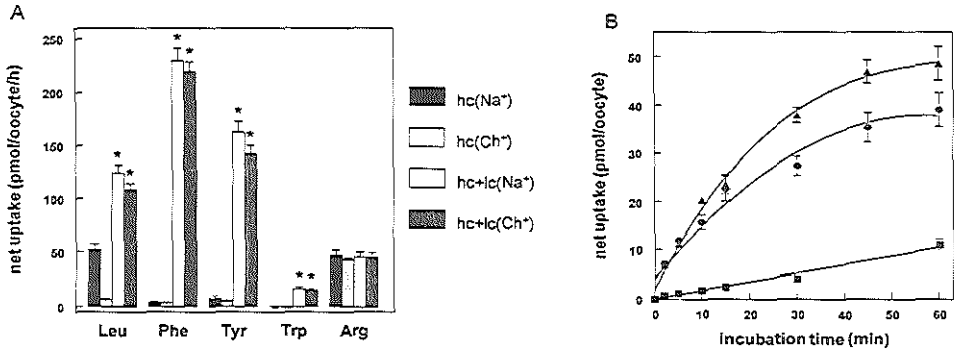 A
net uptake (pmol/oocyte/h)
250
200
150
100
50
0
* * * * * * * *
Leu Phe Tyr Trp Arg
hc(Na⁺)
hc(Ch⁺)
hc+lc(Na⁺)
hc+lc(Ch⁺)
B
net uptake (pmol/oocyte)
50
40
30
20
10
0
0 10 20 30 40 50 60
incubation time (min)